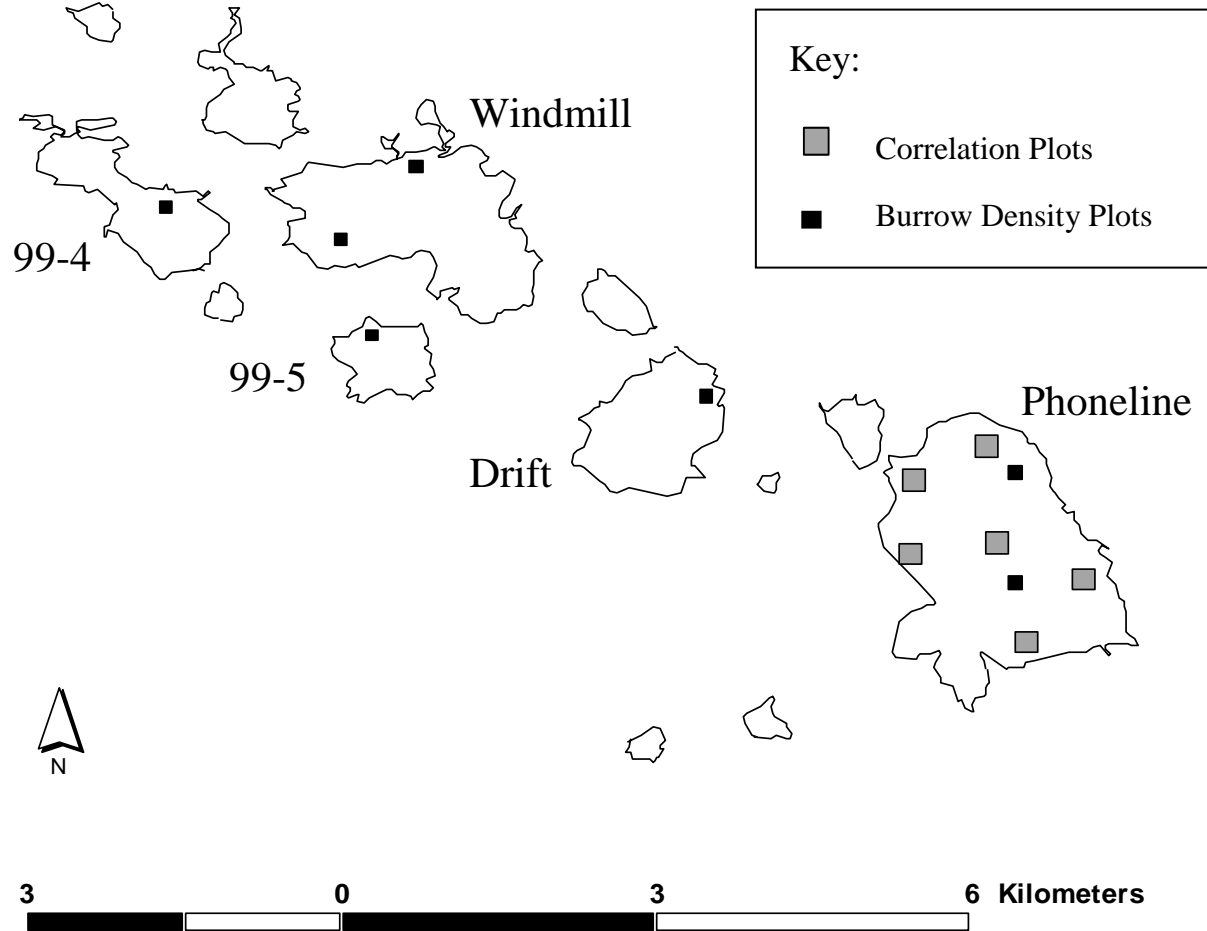 Key:
Windmill
Correlation Plots
Burrow Density Plots
99-4
99-5
Phoneline
Drift
N
3 0 3 6 Kilometers